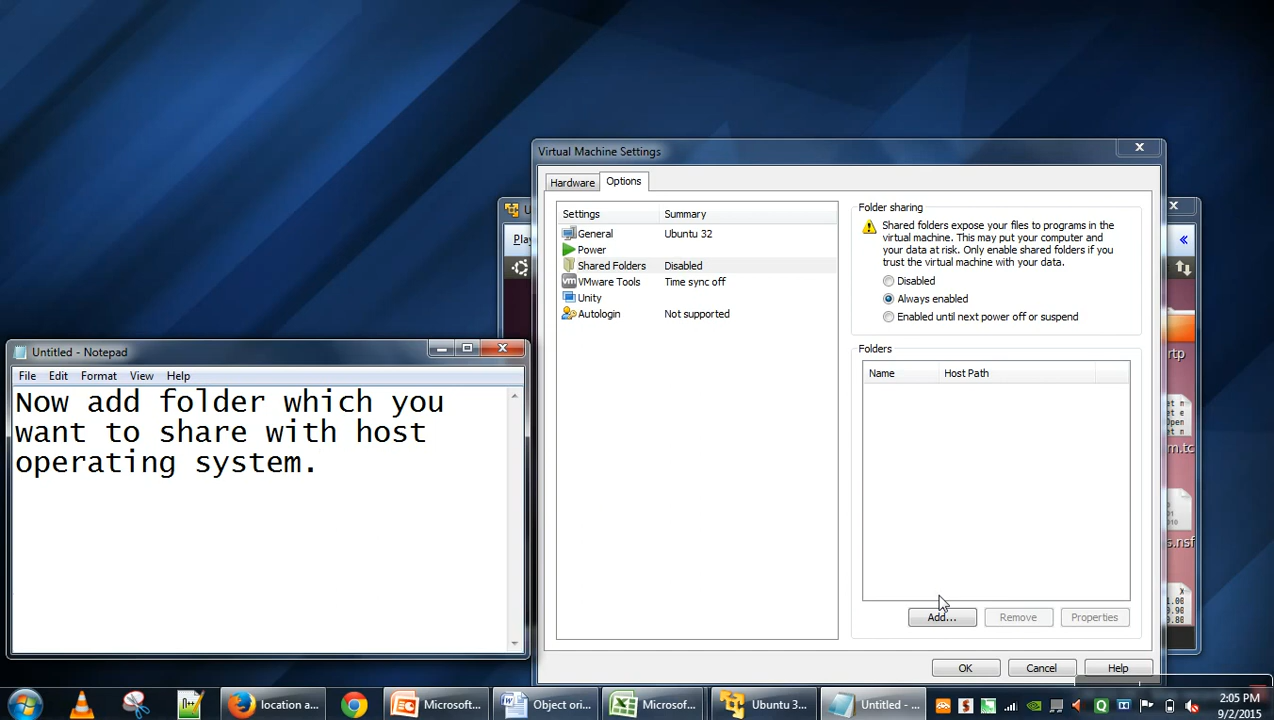 Virtual Machine Settings
Hardware
Options
Settings Summary
General Ubuntu 32
Power
Shared Folders Disabled
VMware Tools Time sync off
Unity
Autologin Not supported
Folder sharing
Shared folders expose your files to programs in the
virtual machine. This may put your computer and
your data at risk. Only enable shared folders if you
trust the virtual machine with your data.
Disabled
Always enabled
Enabled until next power off or suspend
Folders
Name Host Path
Add... Remove Properties
OK Cancel Help
Untitled - Notepad
File Edit Format View Help
Now add folder which you
want to share with host
operating system.
location a...
Microsoft...
Object ori...
Microsof...
Ubuntu 3...
Untitled - ...
2:05 PM
9/2/2015